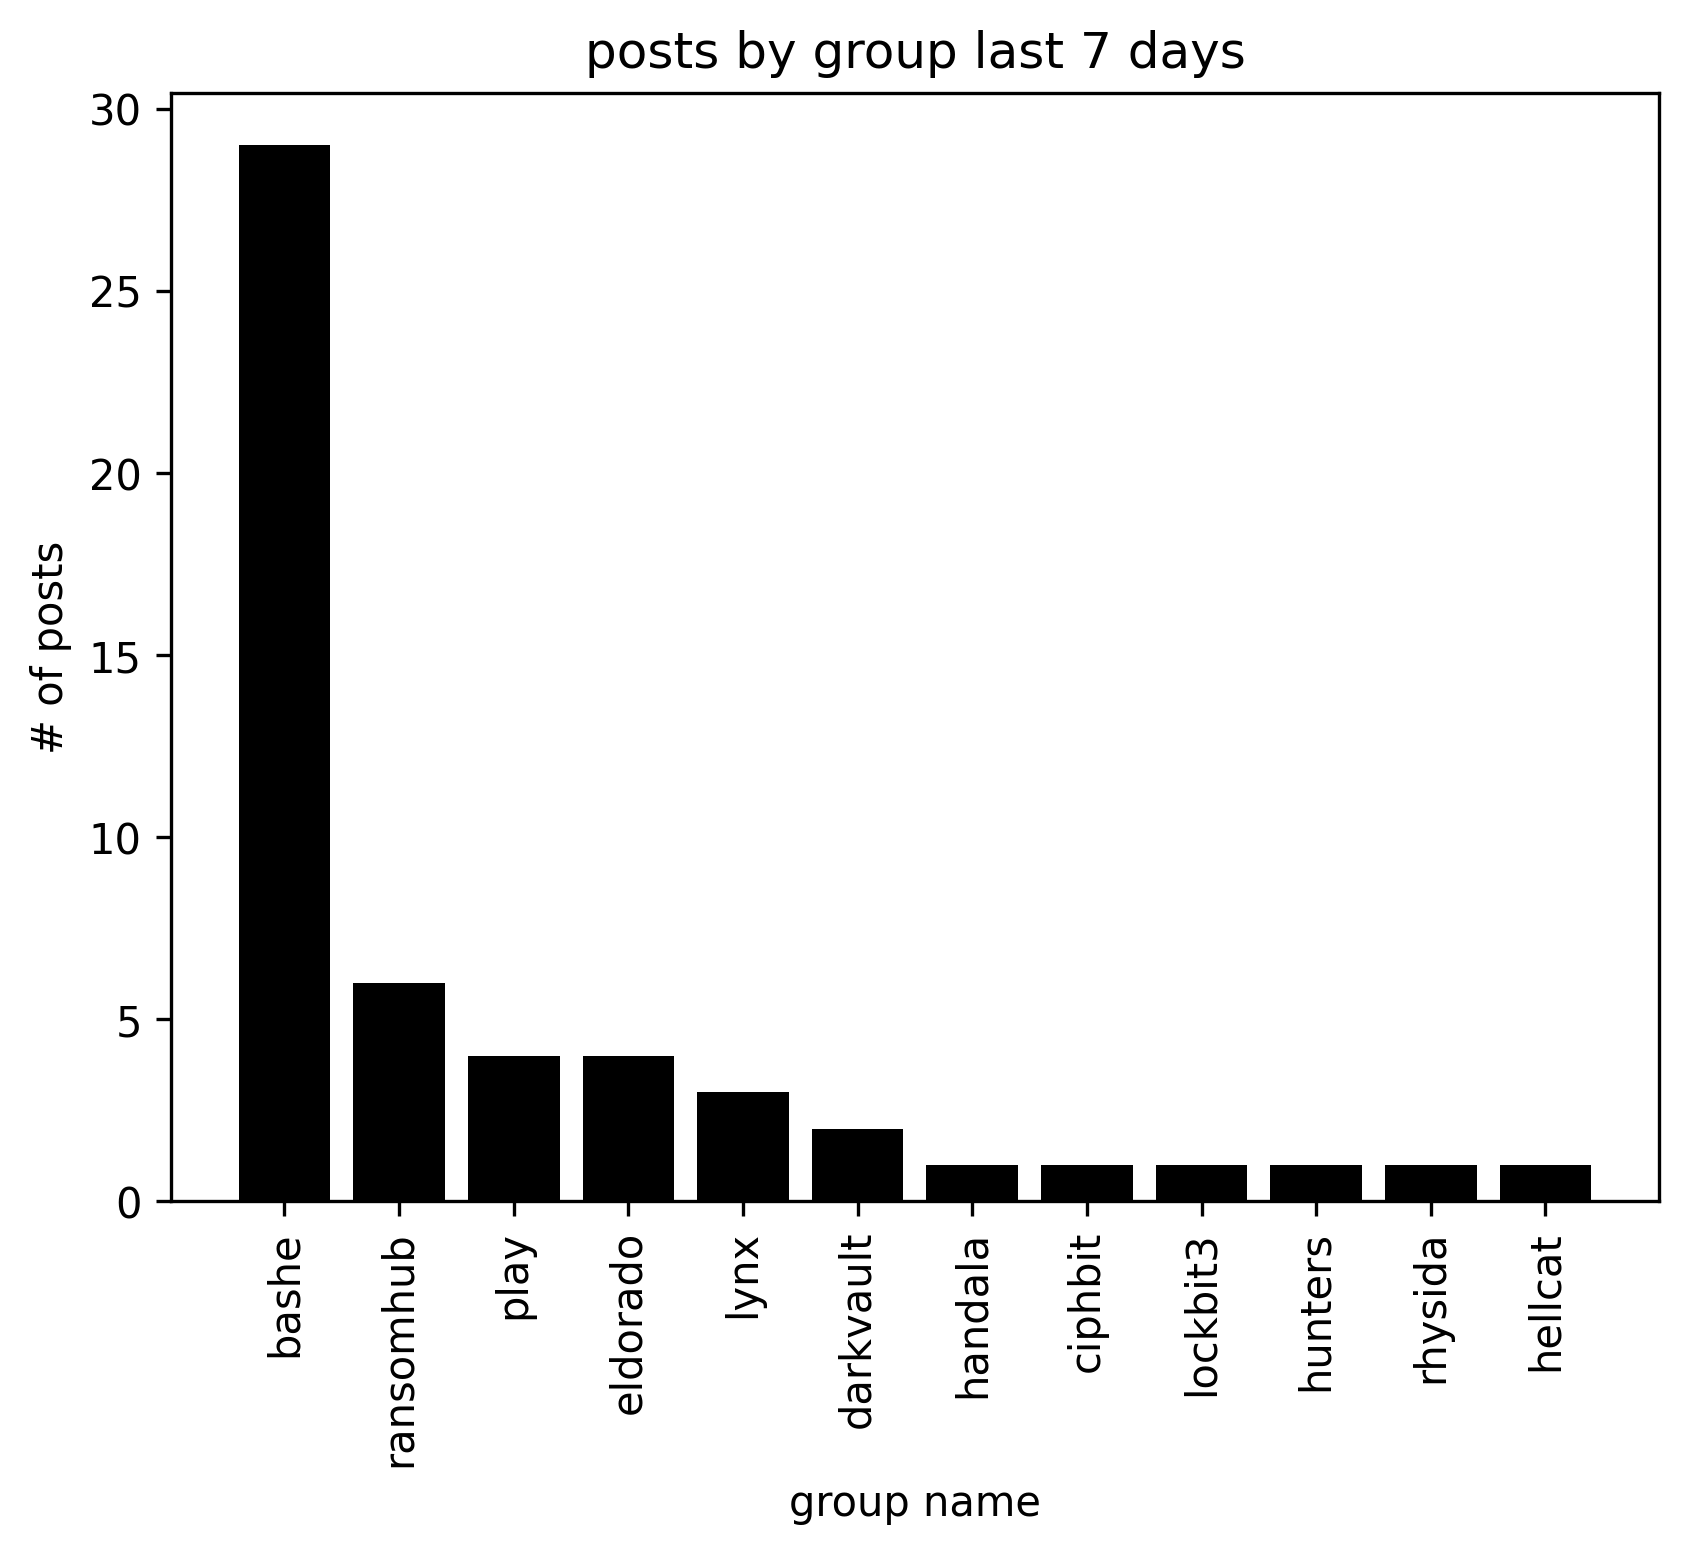 posts by group last 7 days
30
25
20
15
10
5
0
# of posts
bashe
ransomhub
play
eldorado
lynx
darkvault
handala
ciphbit
lockbit3
hunters
rhysida
hellcat
group name